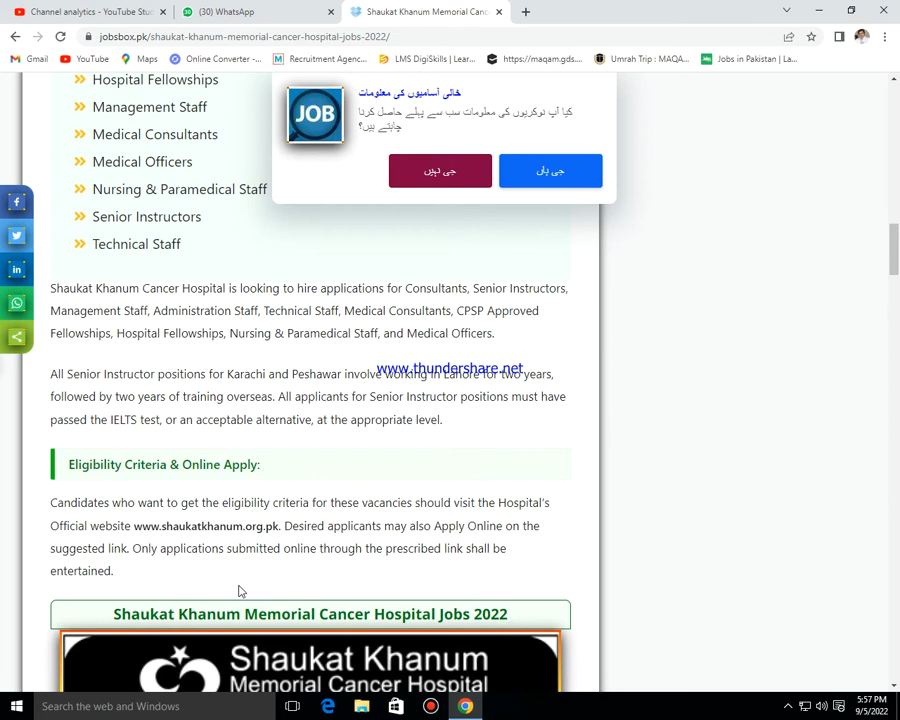 Channel analytics - YouTube Stud
(30) WhatsApp
Shaukat Khanum Memorial Canc
jobsbox.pk/shaukat-khanum-memorial-cancer-hospital-jobs-2022/
Gmail
YouTube
Maps
Online Converter -...
Recruitment Agenc...
LMS DigiSkills | Lear...
https://maqam.gds....
Umrah Trip : MAQA...
Jobs in Pakistan | La...
Hospital Fellowships
Management Staff
Medical Consultants
Medical Officers
Nursing & Paramedical Staff
Senior Instructors
Technical Staff
JOB
خالی آسامیوں کی معلومات
کیا آپ نوکریوں کی معلومات سب سے پہلے حاصل کرنا
چاہتے ہیں؟
جی نہیں
جی ہاں
Shaukat Khanum Cancer Hospital is looking to hire applications for Consultants, Senior Instructors,
Management Staff, Administration Staff, Technical Staff, Medical Consultants, CPSP Approved
Fellowships, Hospital Fellowships, Nursing & Paramedical Staff, and Medical Officers.
www.thundershare.net
All Senior Instructor positions for Karachi and Peshawar involve working in Lahore for two years,
followed by two years of training overseas. All applicants for Senior Instructor positions must have
passed the IELTS test, or an acceptable alternative, at the appropriate level.
Eligibility Criteria & Online Apply:
Candidates who want to get the eligibility criteria for these vacancies should visit the Hospital's
Official website www.shaukatkhanum.org.pk. Desired applicants may also Apply Online on the
suggested link. Only applications submitted online through the prescribed link shall be
entertained.
Shaukat Khanum Memorial Cancer Hospital Jobs 2022
Shaukat Khanum
Memorial Cancer Hospital
Search the web and Windows
5:57 PM
9/5/2022